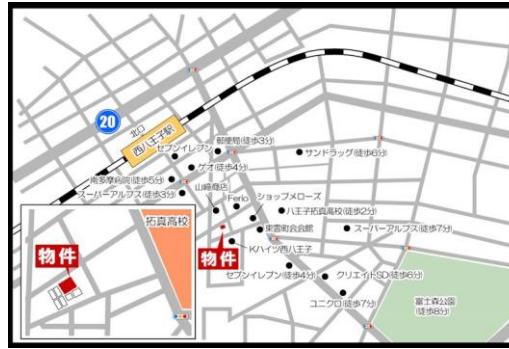 20
北口
西八王子駅
セブンイレブン
郵便局(徒歩3分)
サンドラッグ(徒歩6分)
ゲオ(徒歩4分)
南多摩病院(徒歩5分)
スーパーアルプス(徒歩3分)
山崎商店
Ferio
ショップメローズ
八王子拓真高校(徒歩2分)
スーパーアルプス(徒歩7分)
東雲町会会館
拓真高校
物件
物件
Kハイツ西八王子
セブンイレブン(徒歩4分)
クリエイトSD(徒歩6分)
ユニクロ(徒歩7分)
富士森公園
(徒歩8分)